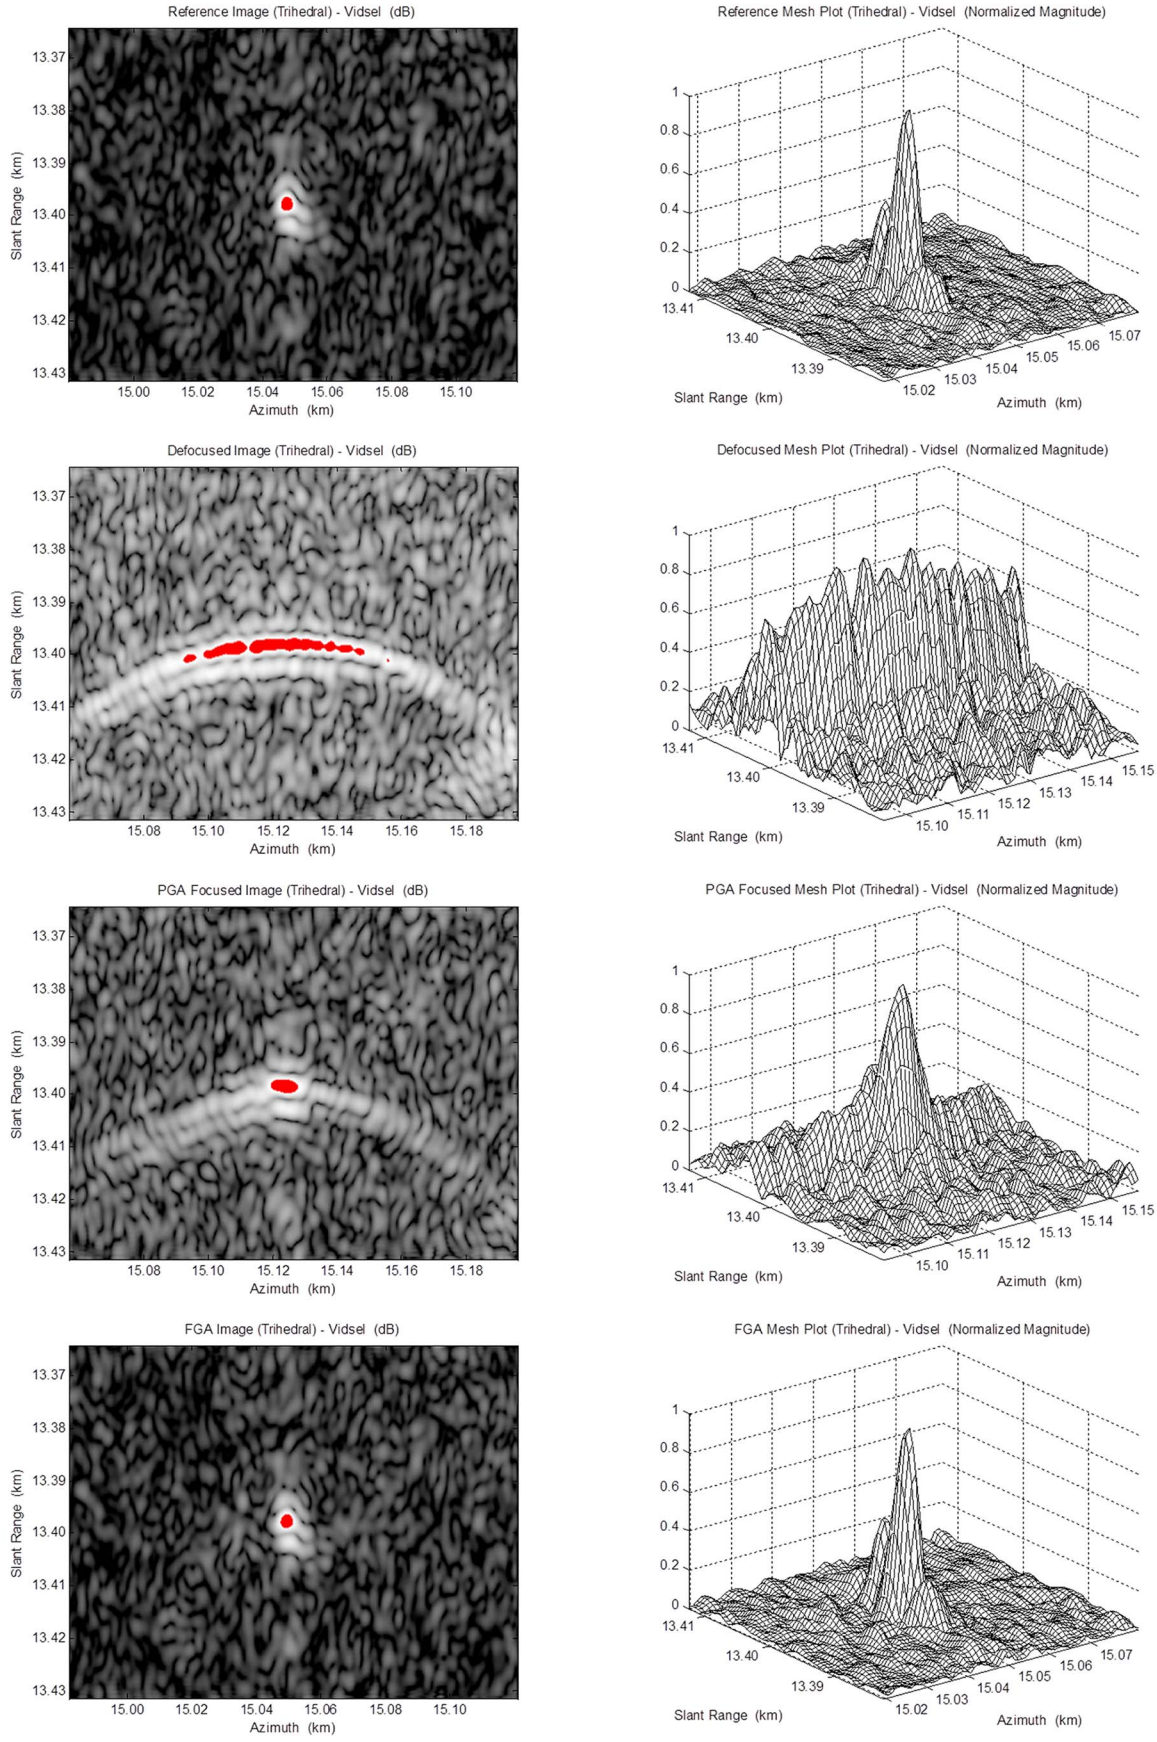 Reference Image (Trihedral) - Vidsel (dB)
13.37
13.38
13.39
13.40
13.41
13.42
13.43
Slant Range (km)
15.00 15.02 15.04 15.06 15.08 15.10
Azimuth (km)
Reference Mesh Plot (Trihedral) - Vidsel (Normalized Magnitude)
1
0.8
0.6
0.4
0.2
0
13.41
13.40
13.39
Slant Range (km)
15.02 15.03 15.04 15.05 15.06 15.07
Azimuth (km)
Defocused Image (Trihedral) - Vidsel (dB)
13.37
13.38
13.39
13.40
13.41
13.42
13.43
Slant Range (km)
15.08 15.10 15.12 15.14 15.16 15.18
Azimuth (km)
Defocused Mesh Plot (Trihedral) - Vidsel (Normalized Magnitude)
1
0.8
0.6
0.4
0.2
0
13.41
13.40
13.39
Slant Range (km)
15.10 15.11 15.12 15.13 15.14 15.15
Azimuth (km)
PGA Focused Image (Trihedral) - Vidsel (dB)
13.37
13.38
13.39
13.40
13.41
13.42
13.43
Slant Range (km)
15.08 15.10 15.12 15.14 15.16 15.18
Azimuth (km)
PGA Focused Mesh Plot (Trihedral) - Vidsel (Normalized Magnitude)
1
0.8
0.6
0.4
0.2
0
13.41
13.40
13.39
Slant Range (km)
15.10 15.11 15.12 15.13 15.14 15.15
Azimuth (km)
FGA Image (Trihedral) - Vidsel (dB)
13.37
13.38
13.39
13.40
13.41
13.42
13.43
Slant Range (km)
15.00 15.02 15.04 15.06 15.08 15.10
Azimuth (km)
FGA Mesh Plot (Trihedral) - Vidsel (Normalized Magnitude)
1
0.8
0.6
0.4
0.2
0
13.41
13.40
13.39
Slant Range (km)
15.02 15.03 15.04 15.05 15.06 15.07
Azimuth (km)